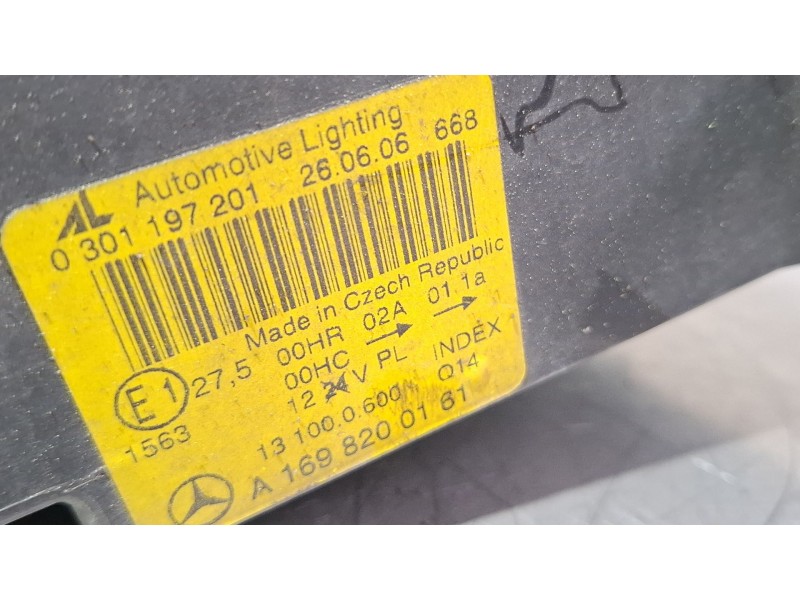 AL Automotive Lighting
0 301 197 201 26.06.06 668
Made in Czech Republic
E1 27,5 00HR 02A 01.1a
00HC → →
12 24 V PL INDEX
1563 13 100.0.600 Q14
A 169 820 01 61